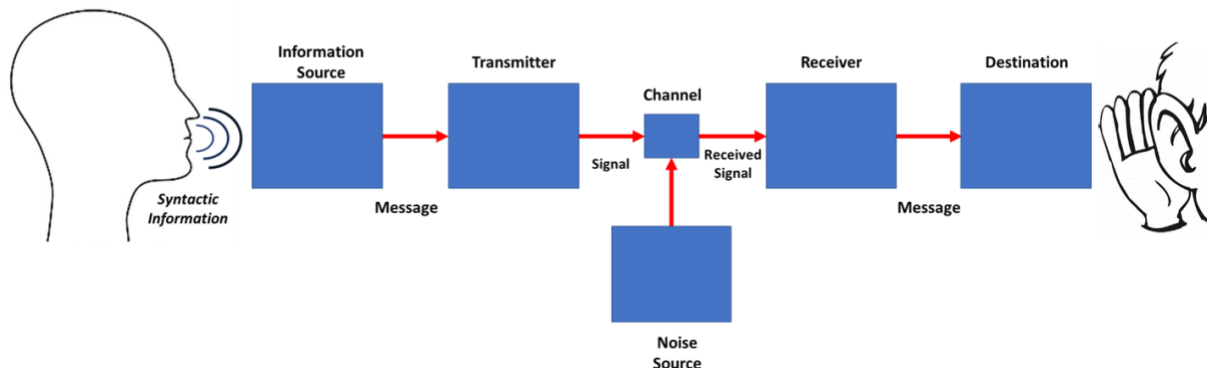 Information
Source
Transmitter
Channel
Receiver
Destination
Signal
Received
Signal
Syntactic
Information
Message
Message
Noise
Source